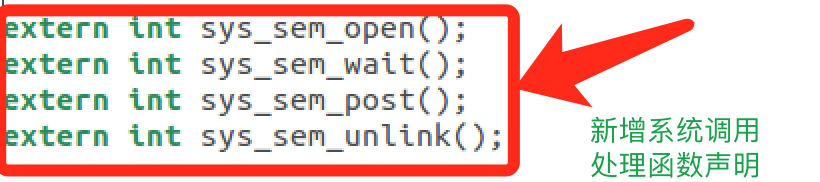 extern int sys_sem_open();
extern int sys_sem_wait();
extern int sys_sem_post();
extern int sys_sem_unlink();
新增系统调用
处理函数声明